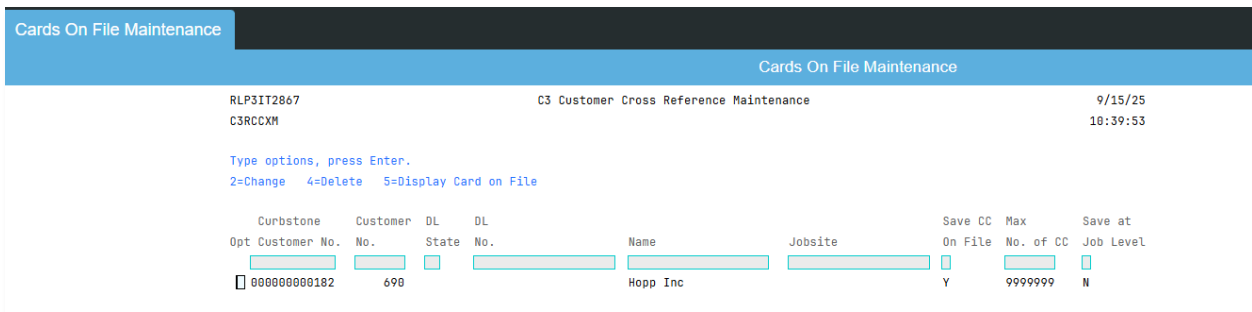 Cards On File Maintenance
Cards On File Maintenance
RLP3IT2867 C3 Customer Cross Reference Maintenance 9/15/25
C3RCCXM 10:39:53
Type options, press Enter.
2=Change 4=Delete 5=Display Card on File
Curbstone Customer DL DL Save CC Max Save at
Opt Customer No. No. State No. Name Jobsite On File No. of CC Job Level
000000000182 690 Hopp Inc Y 9999999 N